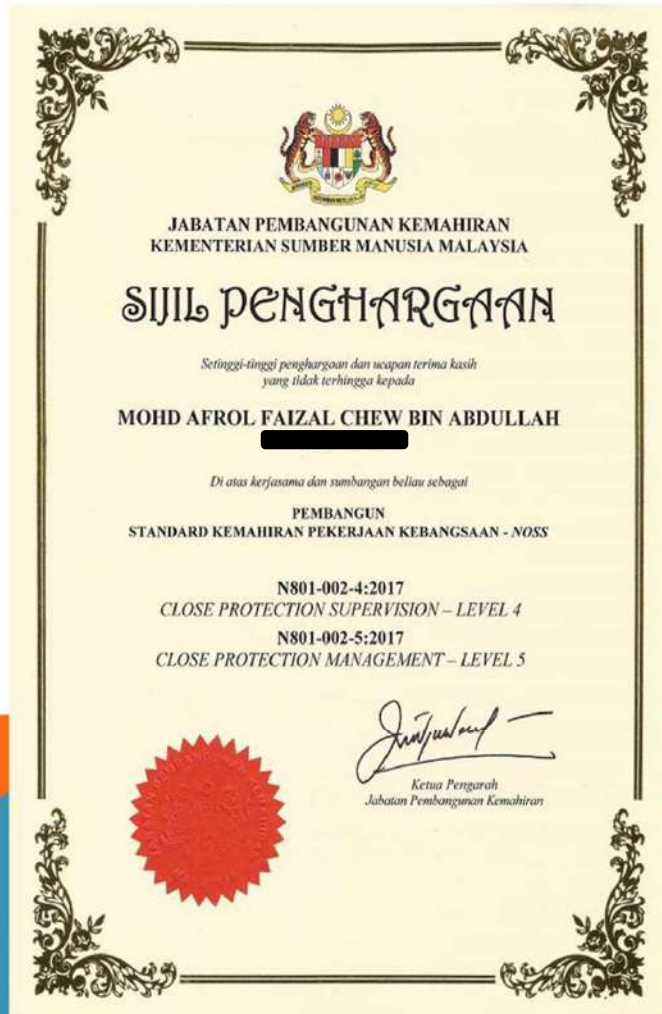 JABATAN PEMBANGUNAN KEMAHIRAN
KEMENTERIAN SUMBER MANUSIA MALAYSIA
SIJIL PENGHARGAAN
Setinggi-tinggi penghargaan dan ucapan terima kasih
yang tidak terhingga kepada
MOHD AFROL FAIZAL CHEW BIN ABDULLAH
Di atas kerjasama dan sumbangan beliau sebagai
PEMBANGUN
STANDARD KEMAHIRAN PEKERJAAN KEBANGSAAN - NOSS
N801-002-4:2017
CLOSE PROTECTION SUPERVISION – LEVEL 4
N801-002-5:2017
CLOSE PROTECTION MANAGEMENT – LEVEL 5
Ketua Pengarah
Jabatan Pembangunan Kemahiran